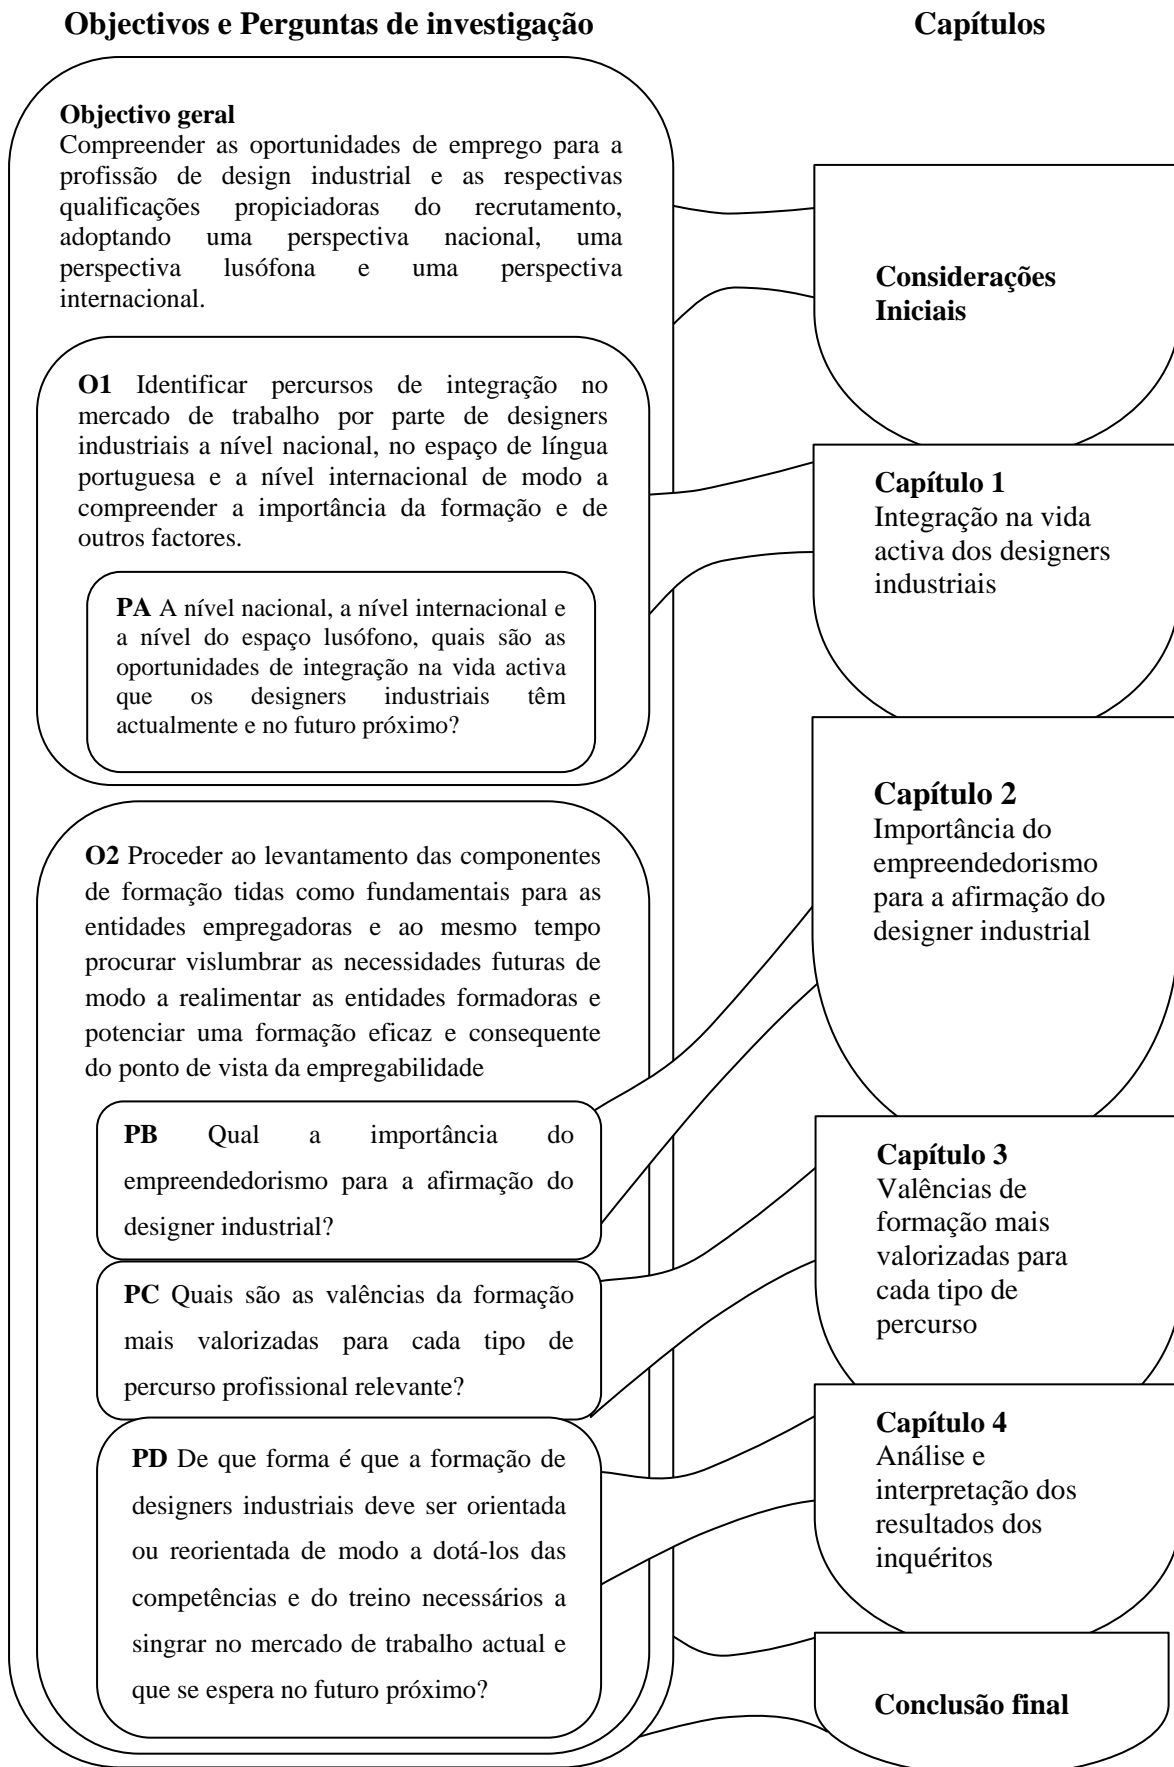 Objectivos e Perguntas de investigação
Capítulos
Objectivo geral
Compreender as oportunidades de emprego para a
profissão de design industrial e as respectivas
qualificações propiciadoras do recrutamento,
adoptando uma perspectiva nacional, uma
perspectiva lusófona e uma perspectiva
internacional.
O1 Identificar percursos de integração no
mercado de trabalho por parte de designers
industriais a nível nacional, no espaço de língua
portuguesa e a nível internacional de modo a
compreender a importância da formação e de
outros factores.
PA A nível nacional, a nível internacional e
a nível do espaço lusófono, quais são as
oportunidades de integração na vida activa
que os designers industriais têm
actualmente e no futuro próximo?
O2 Proceder ao levantamento das componentes
de formação tidas como fundamentais para as
entidades empregadoras e ao mesmo tempo
procurar vislumbrar as necessidades futuras de
modo a realimentar as entidades formadoras e
potenciar uma formação eficaz e consequente
do ponto de vista da empregabilidade
PB Qual a importância do
empreendedorismo para a afirmação do
designer industrial?
PC Quais são as valências da formação
mais valorizadas para cada tipo de
percurso profissional relevante?
PD De que forma é que a formação de
designers industriais deve ser orientada
ou reorientada de modo a dotá-los das
competências e do treino necessários a
singrar no mercado de trabalho actual e
que se espera no futuro próximo?
Considerações
Iniciais
Capítulo 1
Integração na vida
activa dos designers
industriais
Capítulo 2
Importância do
empreendedorismo
para a afirmação do
designer industrial
Capítulo 3
Valências de
formação mais
valorizadas para
cada tipo de
percurso
Capítulo 4
Análise e
interpretação dos
resultados dos
inquéritos
Conclusão final